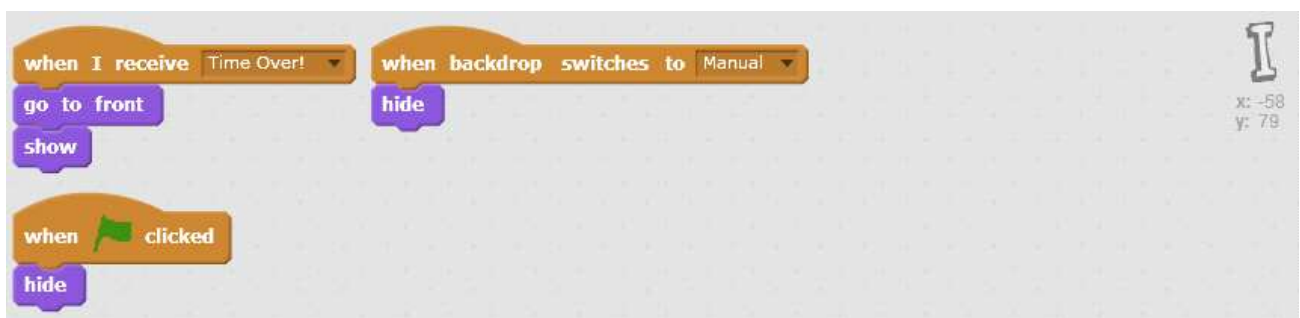 when I receive Time Over!
go to front
show
when backdrop switches to Manual
hide
when clicked
hide
I
x: -58
y: 79